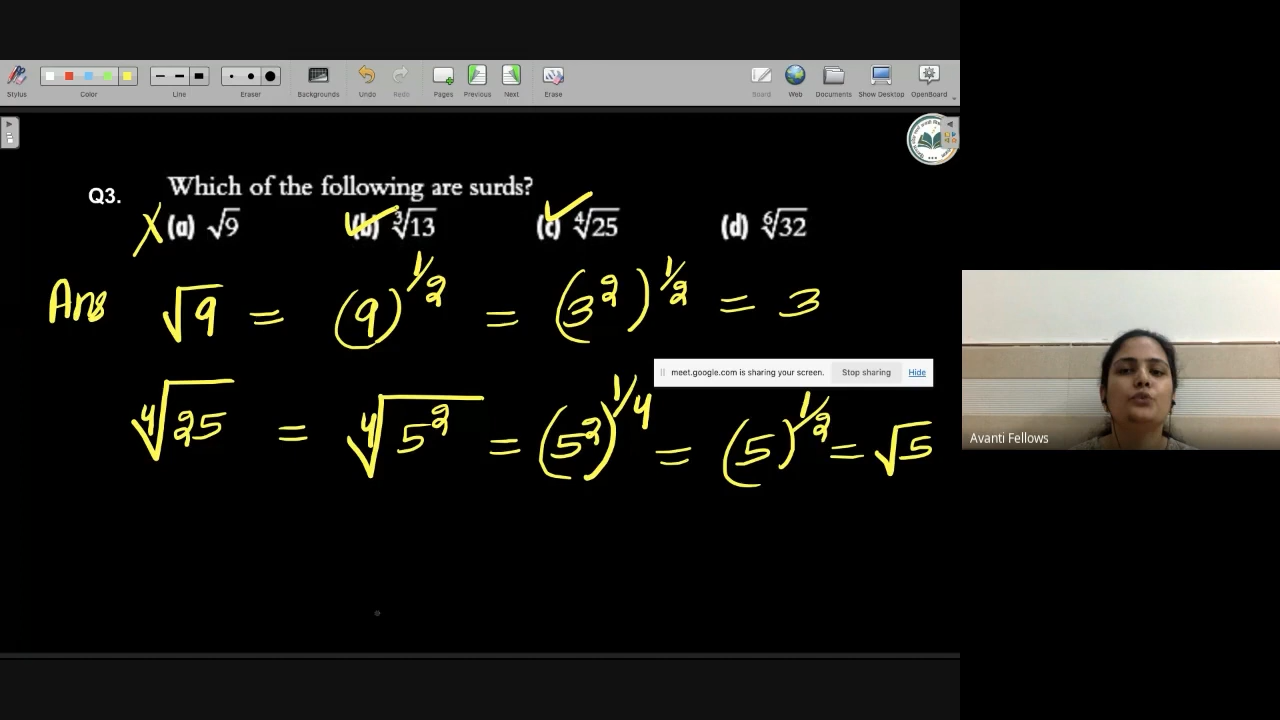 Stylus Color Line Eraser Backgrounds Undo Redo Pages Previous Next Erase Board Web Documents Show Desktop OpenBoard
Q3. Which of the following are surds?
(a) √9 (b) ∛13 (c) ∜25 (d) ⁶√32
Ans √9 = (9)^1/2 = (3^2)^1/2 = 3
meet.google.com is sharing your screen. Stop sharing Hide
∜25 = ∜5^2 = (5^2)^1/4 = (5)^1/2 = √5
Avanti Fellows